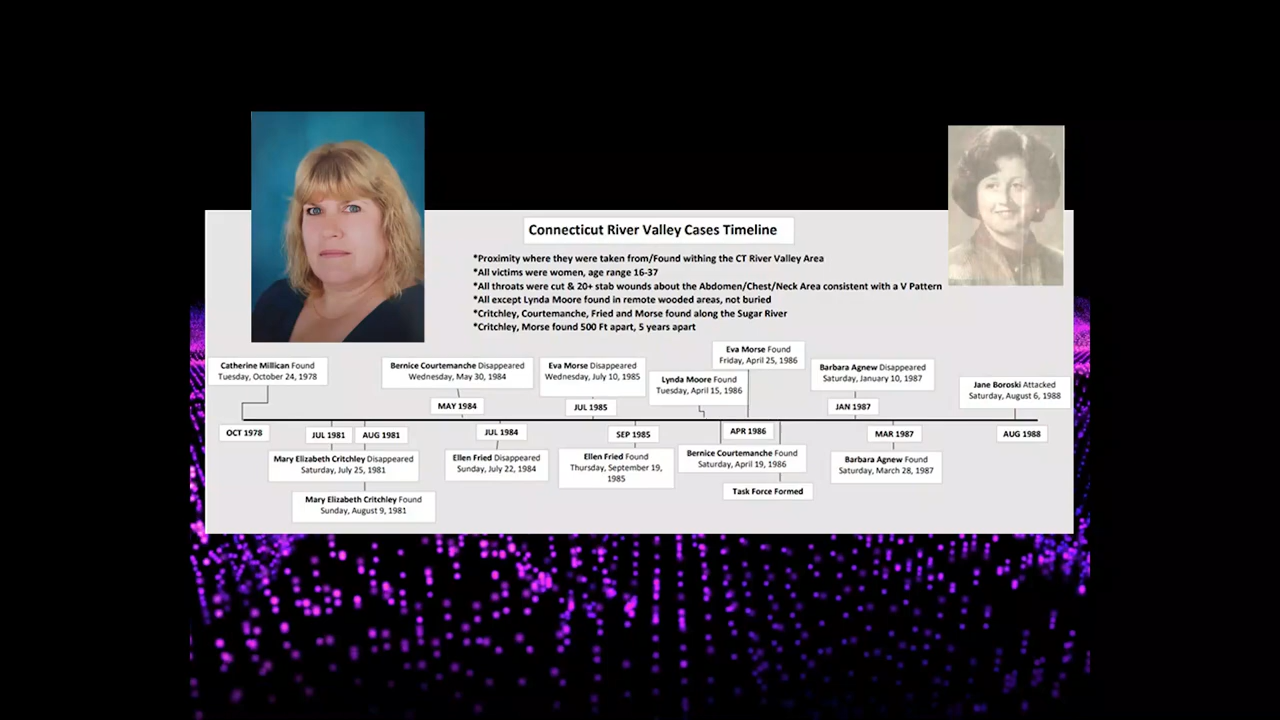 Connecticut River Valley Cases Timeline
*Proximity where they were taken from/Found withing the CT River Valley Area
*All victims were women, age range 16-37
*All throats were cut & 20+ stab wounds about the Abdomen/Chest/Neck Area consistent with a V Pattern
*All except Lynda Moore found in remote wooded areas, not buried
*Critchley, Courtemanche, Fried and Morse found along the Sugar River
*Critchley, Morse found 500 Ft apart, 5 years apart
Catherine Millican Found
Tuesday, October 24, 1978
Bernice Courtemanche Disappeared
Wednesday, May 30, 1984
Eva Morse Disappeared
Wednesday, July 10, 1985
Lynda Moore Found
Tuesday, April 15, 1986
Eva Morse Found
Friday, April 25, 1986
Barbara Agnew Disappeared
Saturday, January 10, 1987
Jane Boroski Attacked
Saturday, August 6, 1988
MAY 1984
JUL 1985
JAN 1987
OCT 1978
JUL 1981
AUG 1981
JUL 1984
SEP 1985
APR 1986
MAR 1987
AUG 1988
Mary Elizabeth Critchley Disappeared
Saturday, July 25, 1981
Ellen Fried Disappeared
Sunday, July 22, 1984
Ellen Fried Found
Thursday, September 19,
1985
Bernice Courtemanche Found
Saturday, April 19, 1986
Barbara Agnew Found
Saturday, March 28, 1987
Mary Elizabeth Critchley Found
Sunday, August 9, 1981
Task Force Formed